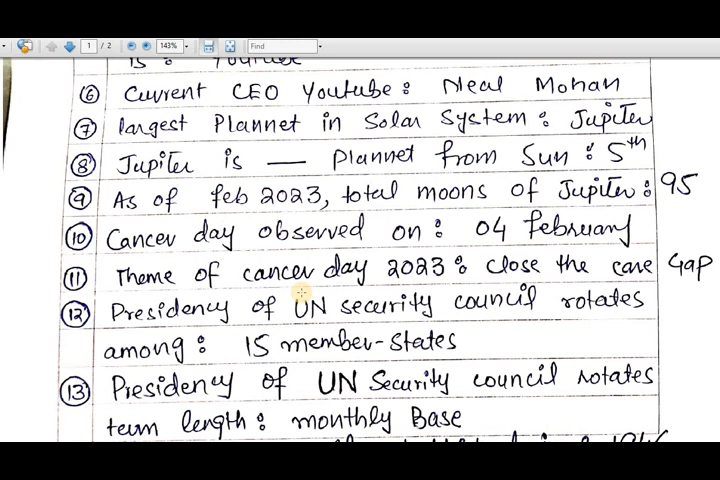 1 / 2 143% Find
is : Founder
(6) Current CEO Youtube : Neal Mohan
(7) largest Plannet in Solar System : Jupiter
(8) Jupiter is — Plannet from Sun : 5th
(9) As of feb 2023, total moons of Jupiter : 95
(10) Cancer day observed on : 04 february
(11) Theme of cancer day 2023 : Close the care Gap
(12) Presidency of UN security council rotates
among : 15 member-states
(13) Presidency of UN Security council rotates
term length : monthly Base